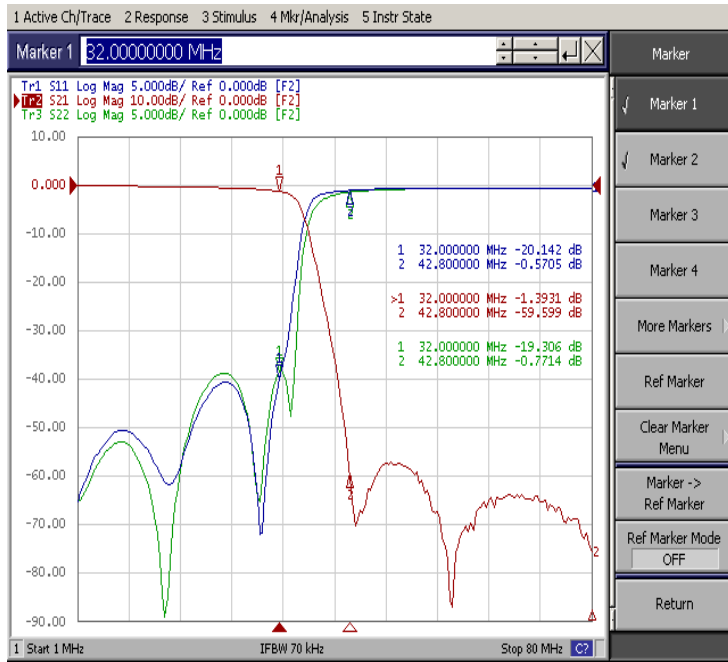 1 Active Ch/Trace 2 Response 3 Stimulus 4 Mkr/Analysis 5 Instr State
Marker 1 32.00000000 MHz
Marker
Tr1 S11 Log Mag 5.000dB/ Ref 0.000dB [F2]
Tr2 S21 Log Mag 10.00dB/ Ref 0.000dB [F2]
Tr3 S22 Log Mag 5.000dB/ Ref 0.000dB [F2]
10.00
0.000
-10.00
-20.00
-30.00
-40.00
-50.00
-60.00
-70.00
-80.00
-90.00
1
2
1
2
2
1 32.000000 MHz -20.142 dB
2 42.800000 MHz -0.5705 dB
>1 32.000000 MHz -1.3931 dB
2 42.800000 MHz -59.599 dB
1 32.000000 MHz -19.306 dB
2 42.800000 MHz -0.7714 dB
1 Start 1 MHz IFBW 70 kHz Stop 80 MHz C?
√ Marker 1
√ Marker 2
Marker 3
Marker 4
More Markers
Ref Marker
Clear Marker
Menu
Marker ->
Ref Marker
Ref Marker Mode
OFF
Return